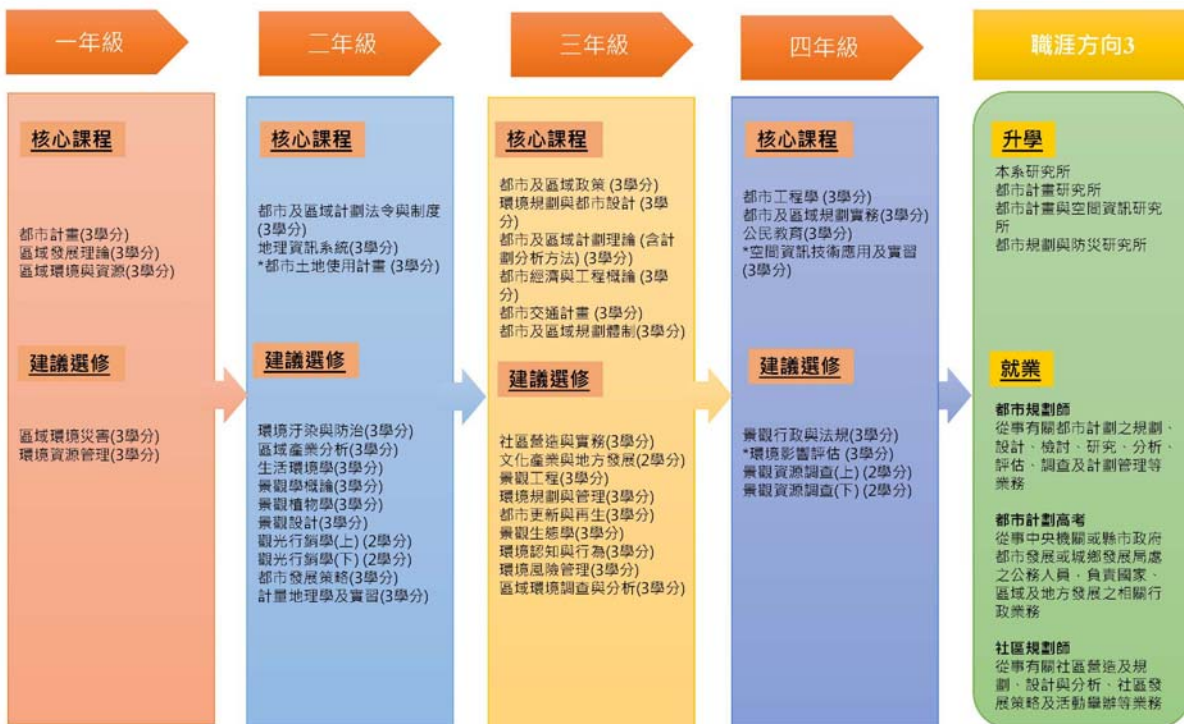 一年級
核心課程
都市計畫(3學分)
區域發展理論(3學分)
區域環境與資源(3學分)
建議選修
區域環境災害(3學分)
環境資源管理(3學分)
二年級
核心課程
都市及區域計劃法令與制度
(3學分)
地理資訊系統(3學分)
*都市土地使用計畫 (3學分)
建議選修
環境汙染與防治(3學分)
區域產業分析(3學分)
生活環境學(3學分)
景觀學概論(3學分)
景觀植物學(3學分)
景觀設計(3學分)
觀光行銷學(上) (2學分)
觀光行銷學(下) (2學分)
都市發展策略(3學分)
計量地理學及實習(3學分)
三年級
核心課程
都市及區域政策 (3學分)
環境規劃與都市設計 (3學
分)
都市及區域計劃理論 (含計
劃分析方法) (3學分)
都市經濟與工程概論 (3學
分)
都市交通計畫 (3學分)
都市及區域規劃體制(3學分)
建議選修
社區營造與實務(3學分)
文化產業與地方發展(2學分)
景觀工程(3學分)
環境規劃與管理(3學分)
都市更新與再生(3學分)
景觀生態學(3學分)
環境認知與行為(3學分)
環境風險管理(3學分)
區域環境調查與分析(3學分)
四年級
核心課程
都市工程學 (3學分)
都市及區域規劃實務(3學分)
公民教育(3學分)
*空間資訊技術應用及實習
(3學分)
建議選修
景觀行政與法規(3學分)
*環境影響評估 (3學分)
景觀資源調查(上) (2學分)
景觀資源調查(下) (2學分)
職涯方向3
升學
本系研究所
都市計畫研究所
都市計畫與空間資訊研究
所
都市規劃與防災研究所
就業
都市規劃師
從事有關都市計劃之規劃、
設計、檢討、研究、分析、
評估、調查及計劃管理等
業務
都市計劃高考
從事中央機關或縣市政府
都市發展或城鄉發展局處
之公務人員，負責國家、
區域及地方發展之相關行
政業務
社區規劃師
從事有關社區營造及規
劃、設計與分析、社區發
展策略及活動舉辦等業務